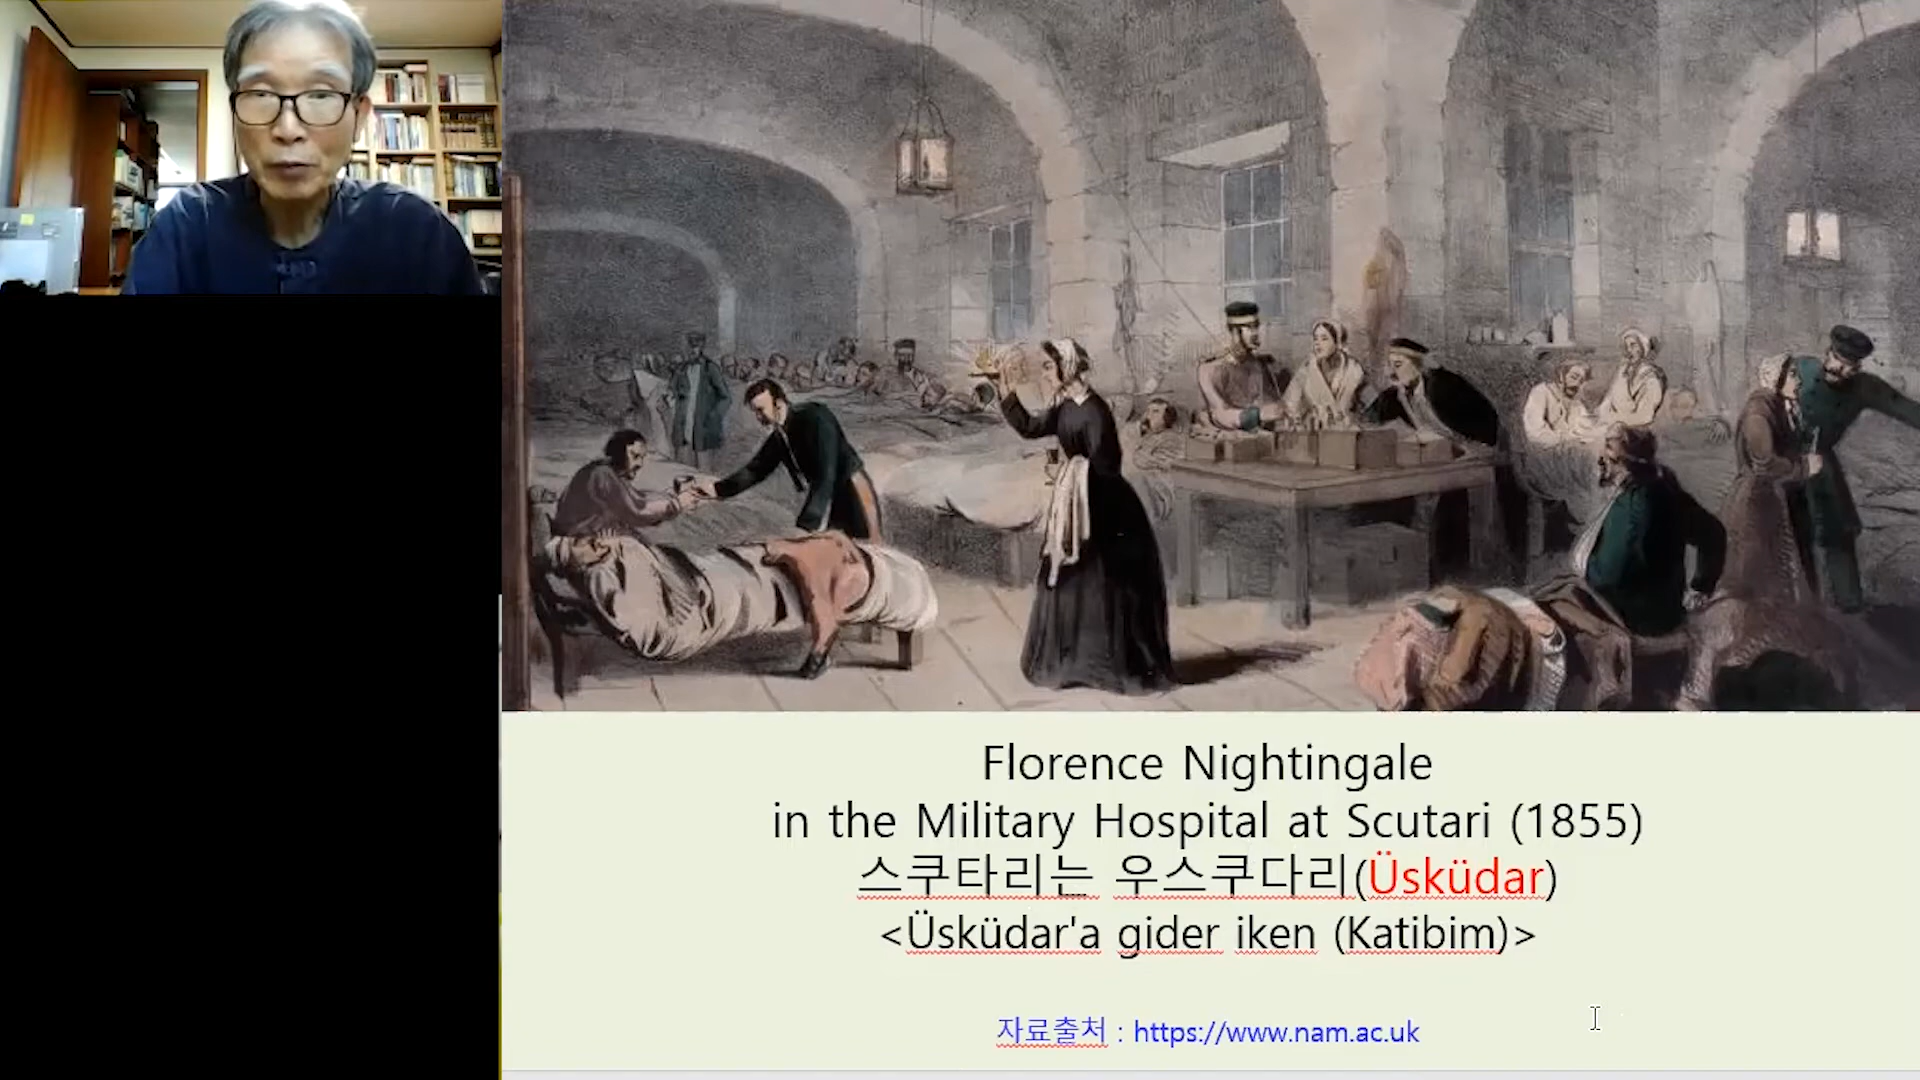 Florence Nightingale
in the Military Hospital at Scutari (1855)
스쿠타리는 우스쿠다리(Üsküdar)
<Üsküdar'a gider iken (Katibim)>
자료출처 : https://www.nam.ac.uk